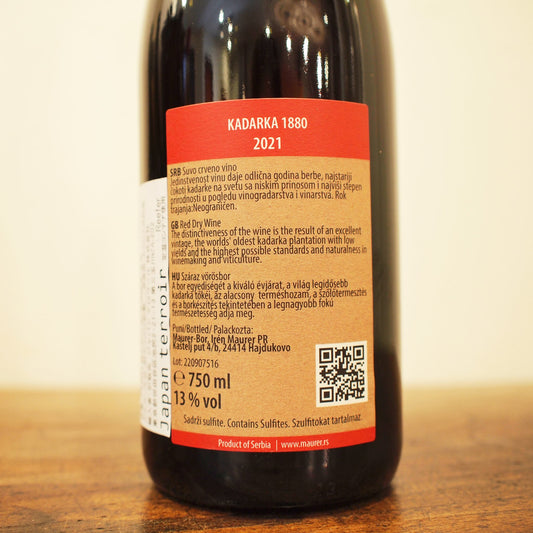 KADARKA 1880
2021
SRB Suvo crveno vino
Jedinstvenost vinu daje odlična godina berbe, najstariji
čokoti kadarke na svetu sa niskim prinosom i najviši stepen
prirodnosti u pogledu vinogradarstva i vinarstva. Rok
trajanja:Neograničen.
GB Red Dry Wine
The distinctiveness of the wine is the result of an excellent
vintage, the worlds' oldest kadarka plantation with low
yields and the highest possible standards and naturalness in
winemaking and viticulture.
HU Száraz vörösbor
A bor egyediségét a kiváló évjárat, a világ legidősebb
kadarka tőkéi, az alacsony terméshozam, a szőlőtermesztés
és a borkészítés tekintetében a legnagyobb fokú
természetesség adja meg.
Puni/Bottled/ Palackozta:
Maurer-Bor, Irén Maurer PR
Kaštelj put 4/b, 24414 Hajdukovo
Lot: 220907516
℮ 750 ml
13 % vol
Sadrži sulfite. Contains Sulfites. Szulfitokat tartalmaz.
Product of Serbia | www.maurer.rs
Japan terroir
Reefer